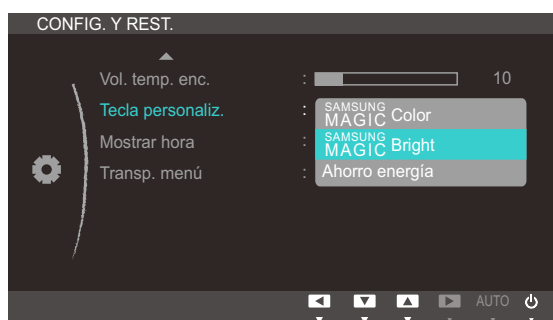 CONFIG. Y REST.
Vol. temp. enc. : 10
Tecla personaliz. : SAMSUNG MAGIC Color
Mostrar hora : SAMSUNG MAGIC Bright
Transp. menú : Ahorro energía
AUTO